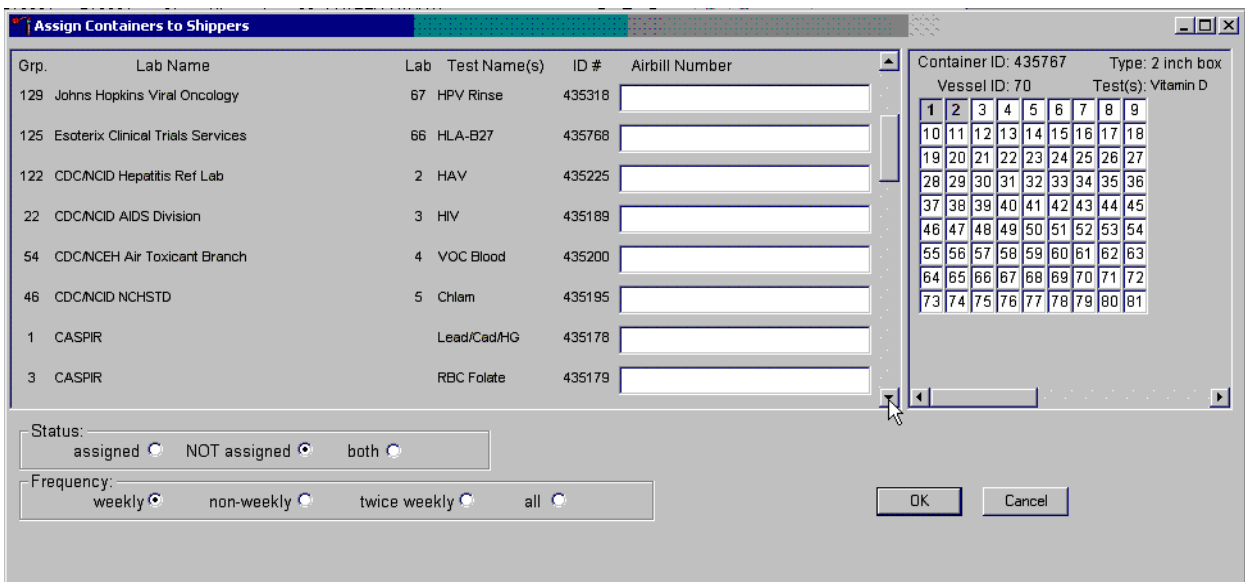 Assign Containers to Shippers
Grp. Lab Name Lab Test Name(s) ID # Airbill Number
129 Johns Hopkins Viral Oncology 67 HPV Rinse 435318
125 Esoterix Clinical Trials Services 66 HLA-B27 435768
122 CDC/NCID Hepatitis Ref Lab 2 HAV 435225
22 CDC/NCID AIDS Division 3 HIV 435189
54 CDC/NCEH Air Toxicant Branch 4 VOC Blood 435200
46 CDC/NCID NCHSTD 5 Chlam 435195
1 CASPIR Lead/Cad/HG 435178
3 CASPIR RBC Folate 435179
Container ID: 435767 Type: 2 inch box
Vessel ID: 70 Test(s): Vitamin D
1 2 3 4 5 6 7 8 9
10 11 12 13 14 15 16 17 18
19 20 21 22 23 24 25 26 27
28 29 30 31 32 33 34 35 36
37 38 39 40 41 42 43 44 45
46 47 48 49 50 51 52 53 54
55 56 57 58 59 60 61 62 63
64 65 66 67 68 69 70 71 72
73 74 75 76 77 78 79 80 81
Status:
assigned NOT assigned both
Frequency:
weekly non-weekly twice weekly all
OK Cancel